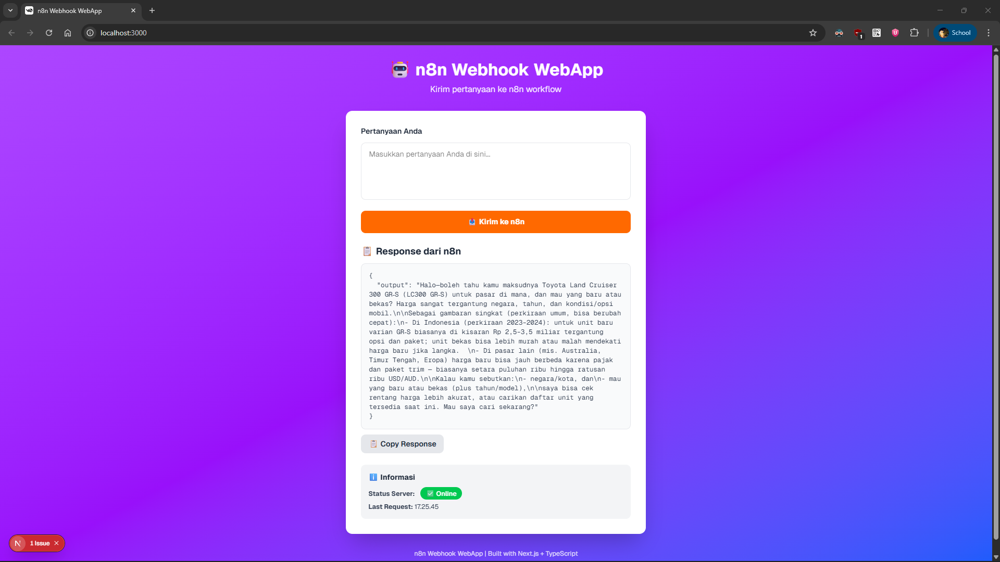 n8n Webhook WebApp
localhost:3000
1
School
n8n Webhook WebApp
Kirim pertanyaan ke n8n workflow
Pertanyaan Anda
Masukkan pertanyaan Anda di sini...
Kirim ke n8n
Response dari n8n
{
"output": "Halo—boleh tahu kamu maksudnya Toyota Land Cruiser
300 GR-S (LC300 GR-S) untuk pasar di mana, dan mau yang baru atau
bekas? Harga sangat tergantung negara, tahun, dan kondisi/opsi
mobil.\n\nSebagai gambaran singkat (perkiraan umum, bisa berubah
cepat):\n- Di Indonesia (perkiraan 2023–2024): untuk unit baru
varian GR-S biasanya di kisaran Rp 2,5–3,5 miliar tergantung
opsi dan paket; unit bekas bisa lebih murah atau malah mendekati
harga baru jika langka.  \n- Di pasar lain (mis. Australia,
Timur Tengah, Eropa) harga baru bisa jauh berbeda karena pajak
dan paket trim — biasanya setara puluhan ribu hingga ratusan
ribu USD/AUD.\n\nKalau kamu sebutkan:\n- negara/kota, dan\n- mau
yang baru atau bekas (plus tahun/model),\n\nsaya bisa cek
rentang harga lebih akurat, atau carikan daftar unit yang
tersedia saat ini. Mau saya cari sekarang?"
}
Copy Response
Informasi
Status Server: Online
Last Request: 17.25.45
N 1 Issue
n8n Webhook WebApp | Built with Next.js + TypeScript